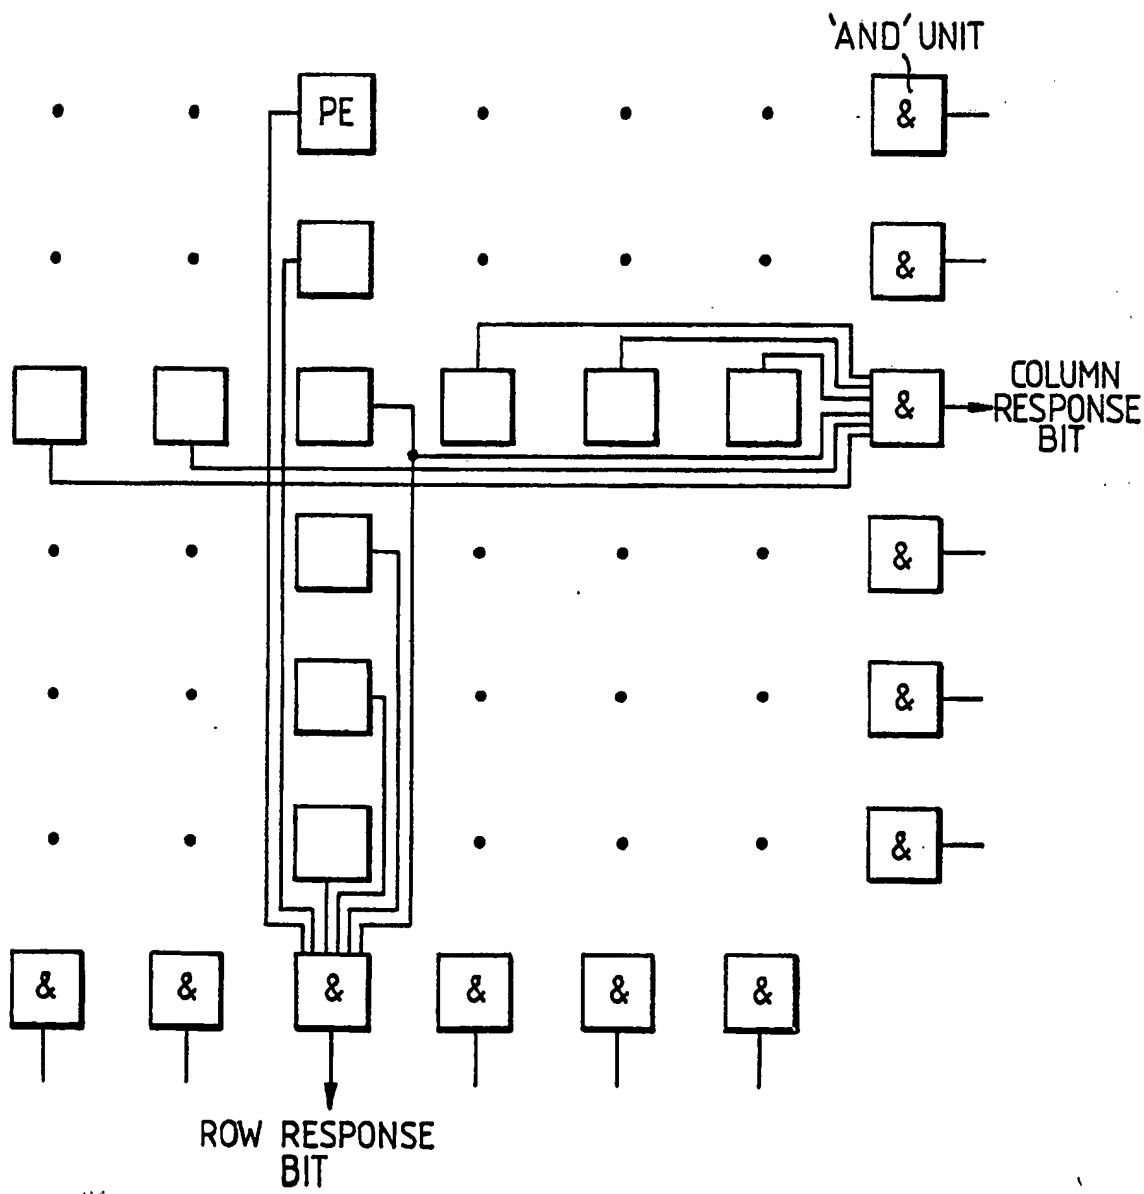 'AND' UNIT
PE
&
&
&
COLUMN
RESPONSE
BIT
&
&
&
& & & & & &
ROW RESPONSE
BIT